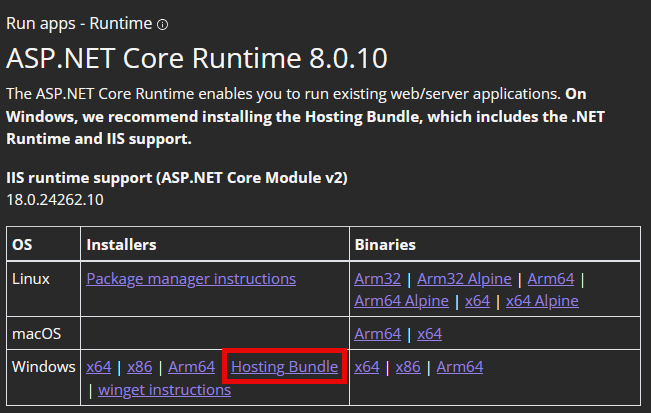 Run apps - Runtime ⓘ
ASP.NET Core Runtime 8.0.10
The ASP.NET Core Runtime enables you to run existing web/server applications. On
Windows, we recommend installing the Hosting Bundle, which includes the .NET
Runtime and IIS support.
IIS runtime support (ASP.NET Core Module v2)
18.0.24262.10
OS Installers Binaries
Linux Package manager instructions Arm32 | Arm32 Alpine | Arm64 |
Arm64 Alpine | x64 | x64 Alpine
macOS Arm64 | x64
Windows x64 | x86 | Arm64 Hosting Bundle x64 | x86 | Arm64
| winget instructions